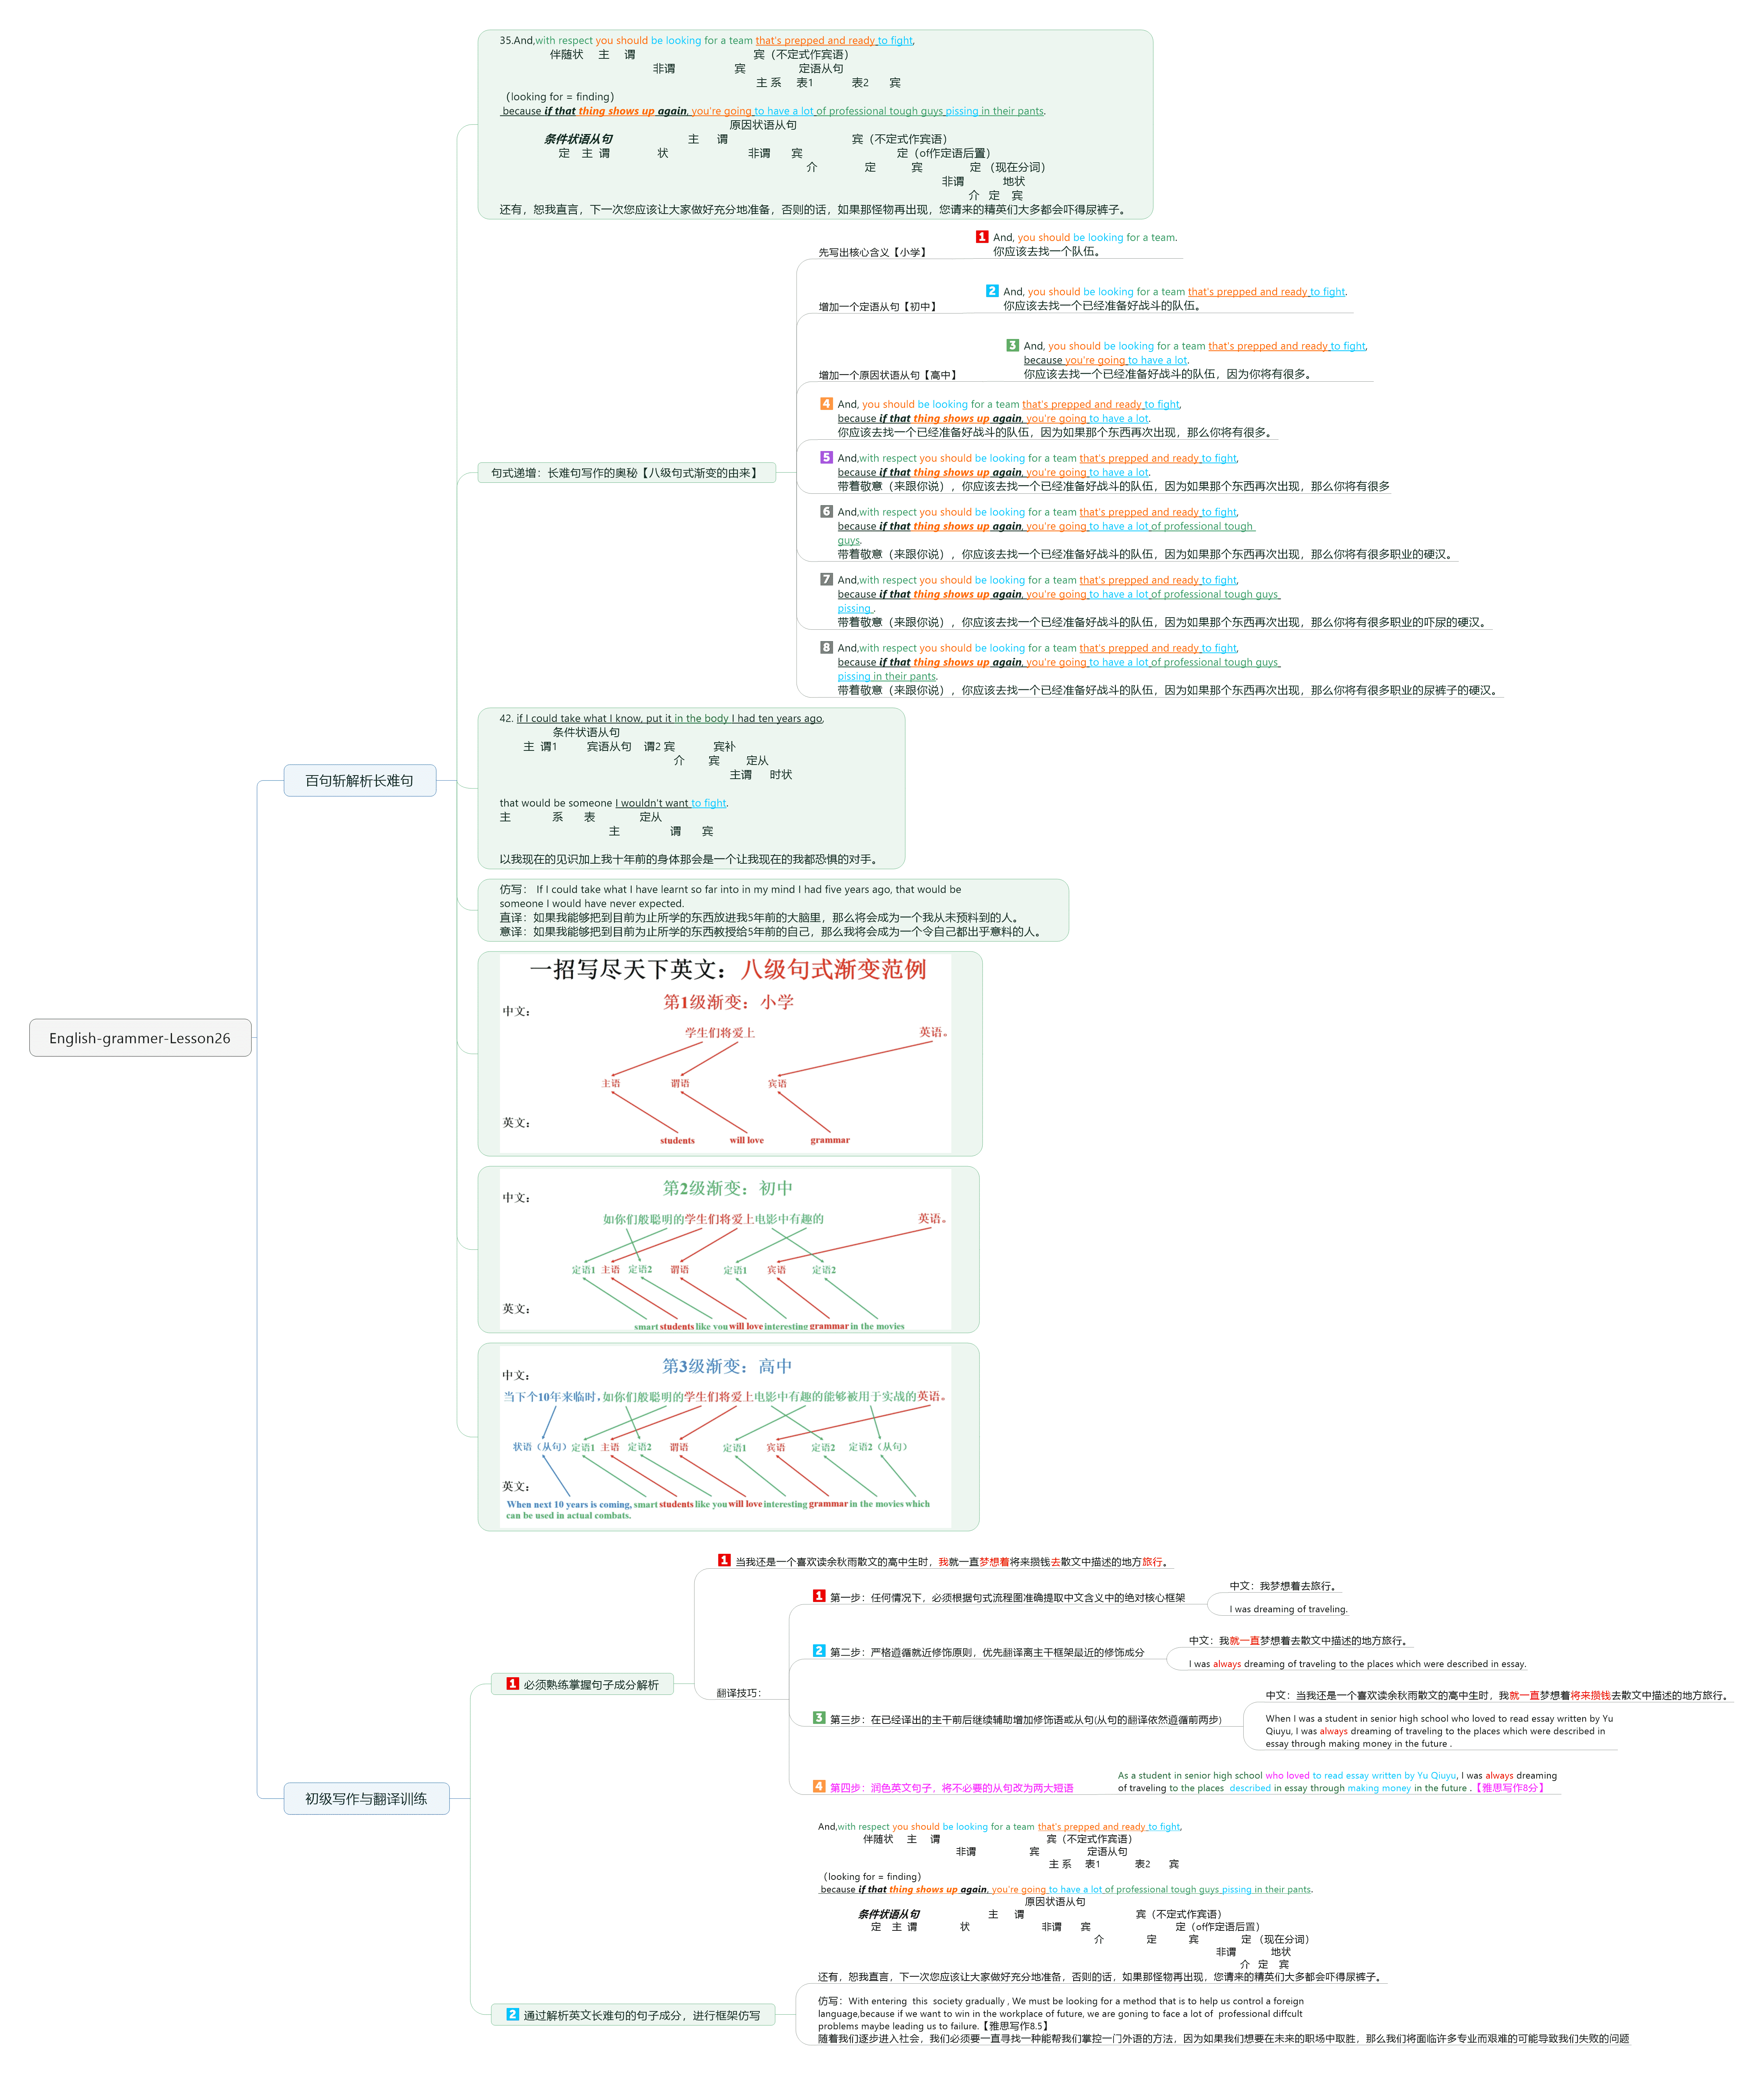 English-grammer-Lesson26
百句斩解析长难句
35.And,with respect you should be looking for a team that's prepped and ready to fight,
伴随状 主 谓 宾（不定式作宾语）
非谓 宾 定语从句
主 系 表1 表2 宾
（looking for = finding）
because if that thing shows up again, you're going to have a lot of professional tough guys pissing in their pants.
原因状语从句
条件状语从句 主 谓 宾（不定式作宾语）
定 主 谓 状 非谓 宾 定（of作定语后置）
介 定 宾 定 （现在分词）
非谓 地状
介 定 宾
还有，恕我直言，下一次您应该让大家做好充分地准备，否则的话，如果那怪物再出现，您请来的精英们大多都会吓得尿裤子。
句式递增：长难句写作的奥秘【八级句式渐变的由来】
先写出核心含义【小学】
1 And, you should be looking for a team.
你应该去找一个队伍。
增加一个定语从句【初中】
2 And, you should be looking for a team that's prepped and ready to fight.
你应该去找一个已经准备好战斗的队伍。
增加一个原因状语从句【高中】
3 And, you should be looking for a team that's prepped and ready to fight,
because you're going to have a lot.
你应该去找一个已经准备好战斗的队伍，因为你将有很多。
4 And, you should be looking for a team that's prepped and ready to fight,
because if that thing shows up again, you're going to have a lot.
你应该去找一个已经准备好战斗的队伍，因为如果那个东西再次出现，那么你将有很多。
5 And,with respect you should be looking for a team that's prepped and ready to fight,
because if that thing shows up again, you're going to have a lot.
带着敬意（来跟你说），你应该去找一个已经准备好战斗的队伍，因为如果那个东西再次出现，那么你将有很多
6 And,with respect you should be looking for a team that's prepped and ready to fight,
because if that thing shows up again, you're going to have a lot of professional tough
guys.
带着敬意（来跟你说），你应该去找一个已经准备好战斗的队伍，因为如果那个东西再次出现，那么你将有很多职业的硬汉。
7 And,with respect you should be looking for a team that's prepped and ready to fight,
because if that thing shows up again, you're going to have a lot of professional tough guys
pissing .
带着敬意（来跟你说），你应该去找一个已经准备好战斗的队伍，因为如果那个东西再次出现，那么你将有很多职业的吓尿的硬汉。
8 And,with respect you should be looking for a team that's prepped and ready to fight,
because if that thing shows up again, you're going to have a lot of professional tough guys
pissing in their pants.
带着敬意（来跟你说），你应该去找一个已经准备好战斗的队伍，因为如果那个东西再次出现，那么你将有很多职业的尿裤子的硬汉。
42. if I could take what I know, put it in the body I had ten years ago,
条件状语从句
主 谓1 宾语从句 谓2 宾 宾补
介 宾 定从
主谓 时状
that would be someone I wouldn't want to fight.
主 系 表 定从
主 谓 宾
以我现在的见识加上我十年前的身体那会是一个让我现在的我都恐惧的对手。
仿写： If I could take what I have learnt so far into in my mind I had five years ago, that would be
someone I would have never expected.
直译：如果我能够把到目前为止所学的东西放进我5年前的大脑里，那么将会成为一个我从未预料到的人。
意译：如果我能够把到目前为止所学的东西教授给5年前的自己，那么我将会成为一个令自己都出乎意料的人。
一招写尽天下英文：八级句式渐变范例
第1级渐变：小学
中文：
学生们将爱上 英语。
主语 谓语 宾语
英文：
students will love grammar
第2级渐变：初中
中文：
如你们般聪明的学生们将爱上电影中有趣的 英语。
定语1 主语 定语2 谓语 定语1 宾语 定语2
英文：
smart students like you will love interesting grammar in the movies
第3级渐变：高中
中文：
当下个10年来临时，如你们般聪明的学生们将爱上电影中有趣的能够被用于实战的英语。
状语（从句） 定语1 主语 定语2 谓语 定语1 宾语 定语2 定语2（从句）
英文：
When next 10 years is coming, smart students like you will love interesting grammar in the movies which
can be used in actual combats.
初级写作与翻译训练
1 必须熟练掌握句子成分解析
1 当我还是一个喜欢读余秋雨散文的高中生时，我就一直梦想着将来攒钱去散文中描述的地方旅行。
翻译技巧：
1 第一步：任何情况下，必须根据句式流程图准确提取中文含义中的绝对核心框架
中文：我梦想着去旅行。
I was dreaming of traveling.
2 第二步：严格遵循就近修饰原则，优先翻译离主干框架最近的修饰成分
中文：我就一直梦想着去散文中描述的地方旅行。
I was always dreaming of traveling to the places which were described in essay.
3 第三步：在已经译出的主干前后继续辅助增加修饰语或从句(从句的翻译依然遵循前两步)
中文：当我还是一个喜欢读余秋雨散文的高中生时，我就一直梦想着将来攒钱去散文中描述的地方旅行。
When I was a student in senior high school who loved to read essay written by Yu
Qiuyu, I was always dreaming of traveling to the places which were described in
essay through making money in the future .
4 第四步：润色英文句子，将不必要的从句改为两大短语
As a student in senior high school who loved to read essay written by Yu Qiuyu, I was always dreaming
of traveling to the places described in essay through making money in the future .【雅思写作8分】
2 通过解析英文长难句的句子成分，进行框架仿写
And,with respect you should be looking for a team that's prepped and ready to fight,
伴随状 主 谓 宾（不定式作宾语）
非谓 宾 定语从句
主 系 表1 表2 宾
（looking for = finding）
because if that thing shows up again, you're going to have a lot of professional tough guys pissing in their pants.
原因状语从句
条件状语从句 主 谓 宾（不定式作宾语）
定 主 谓 状 非谓 宾 定（of作定语后置）
介 定 宾 定 （现在分词）
非谓 地状
介 定 宾
还有，恕我直言，下一次您应该让大家做好充分地准备，否则的话，如果那怪物再出现，您请来的精英们大多都会吓得尿裤子。
仿写：With entering this society gradually , We must be looking for a method that is to help us control a foreign
language,because if we want to win in the workplace of future, we are goning to face a lot of professional diffcult
problems maybe leading us to failure.【雅思写作8.5】
随着我们逐步进入社会，我们必须要一直寻找一种能帮我们掌控一门外语的方法，因为如果我们想要在未来的职场中取胜，那么我们将面临许多专业而艰难的可能导致我们失败的问题